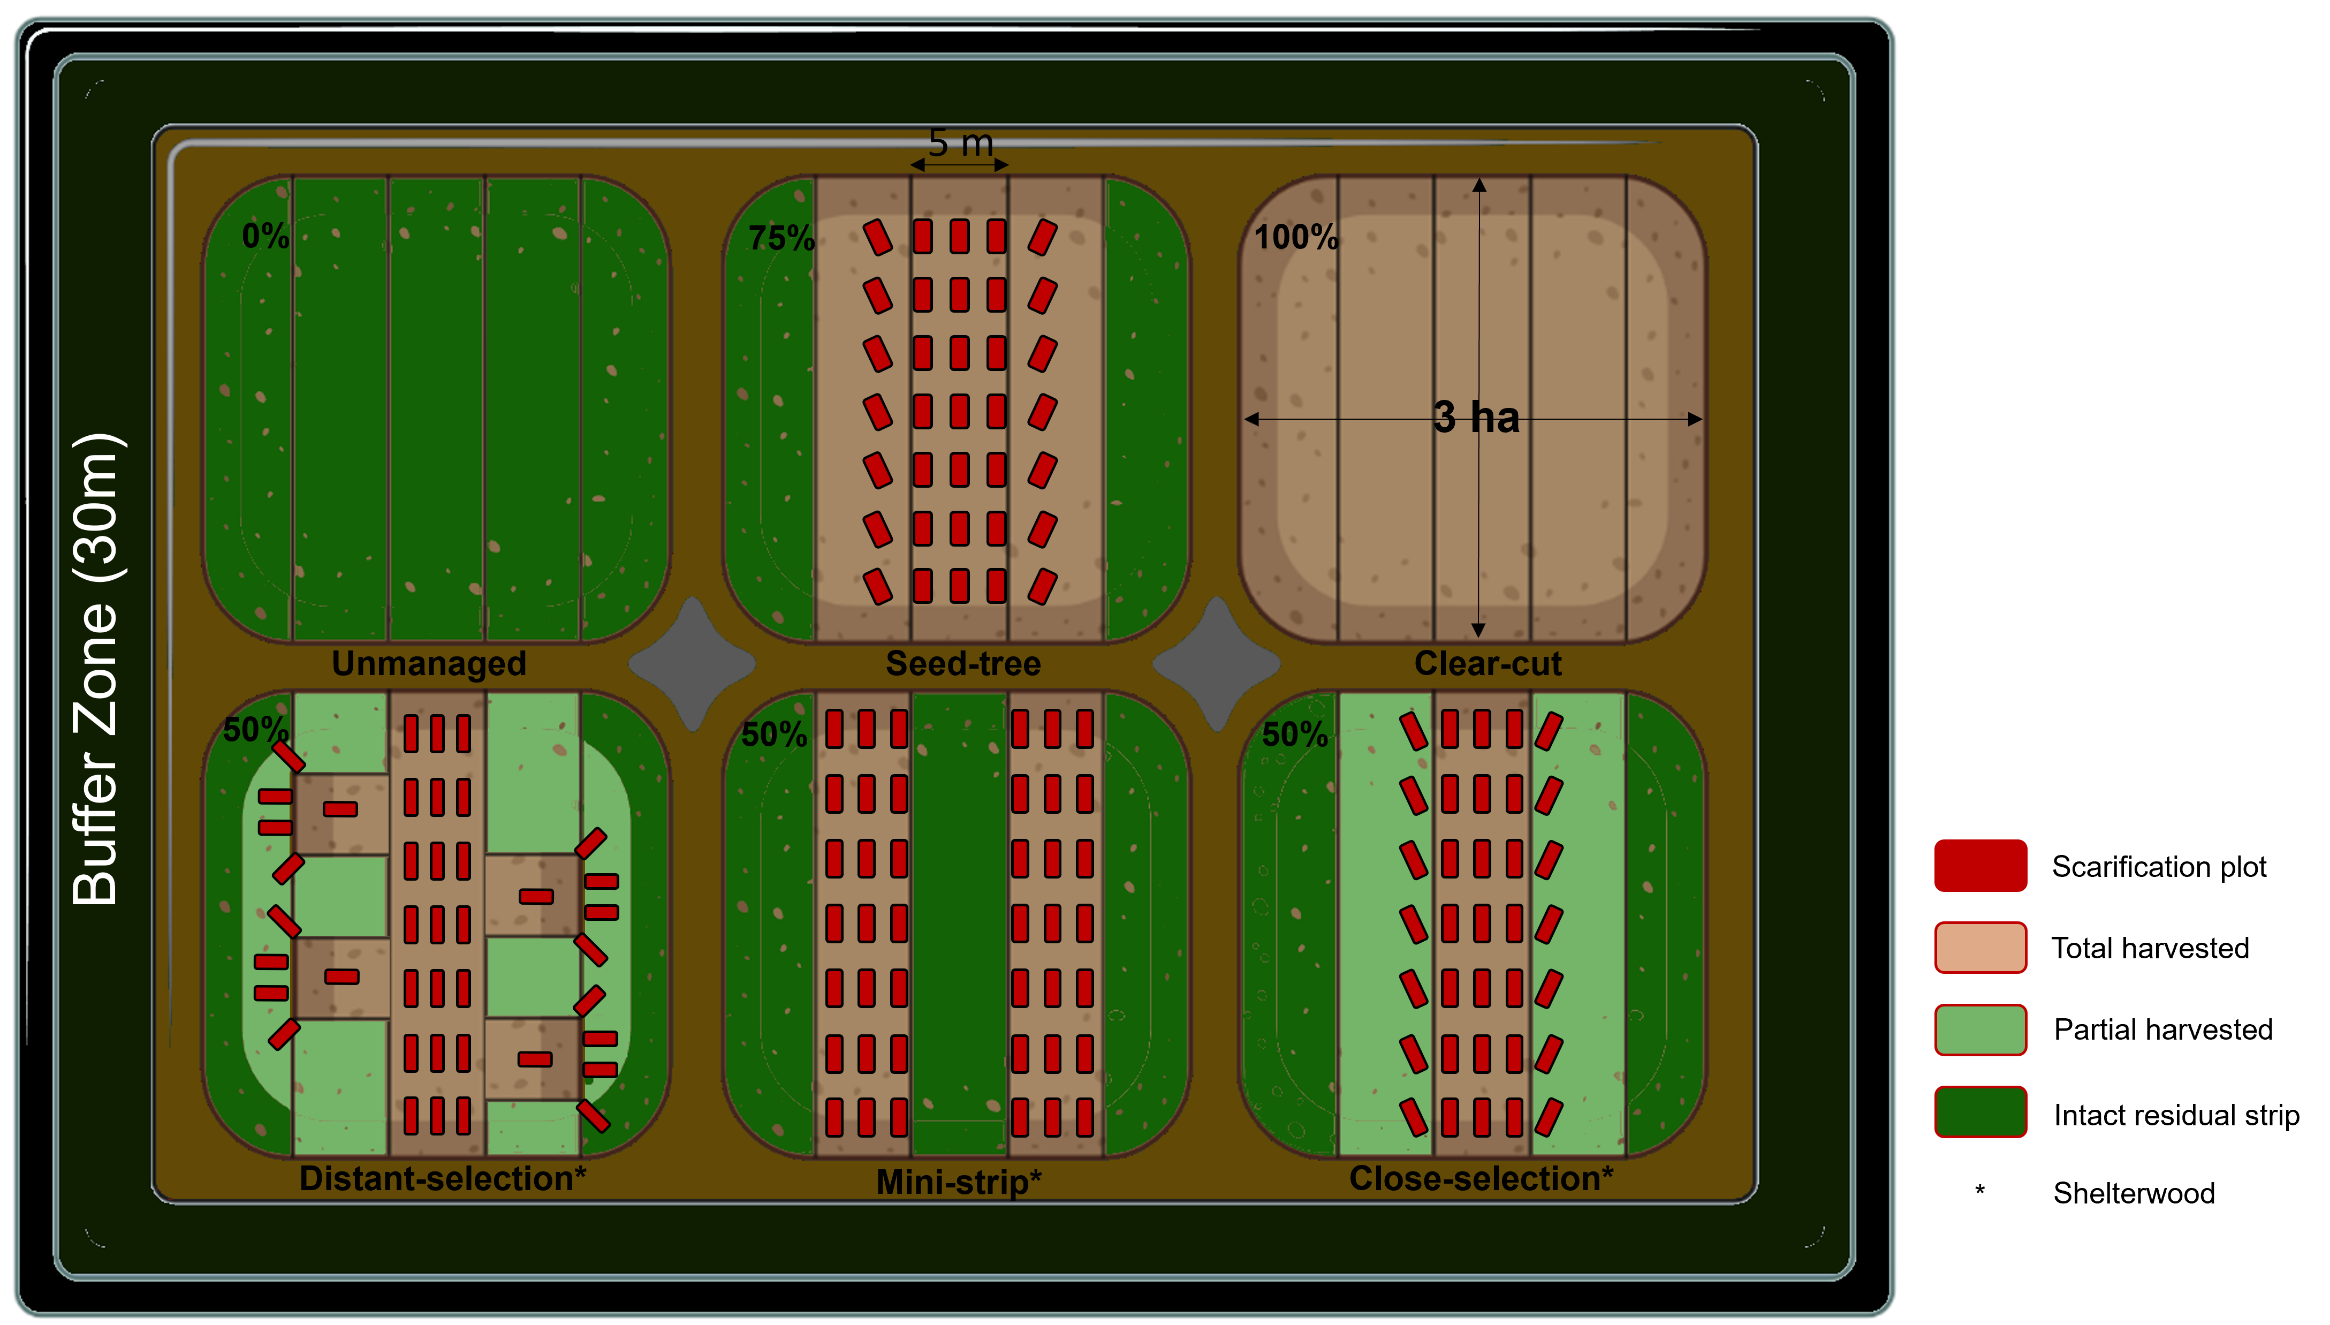 Buffer Zone (30m)
5 m
0%
75%
100%
3 ha
Unmanaged
Seed-tree
Clear-cut
50%
50%
50%
Distant-selection*
Mini-strip*
Close-selection*
Scarification plot
Total harvested
Partial harvested
Intact residual strip
* Shelterwood